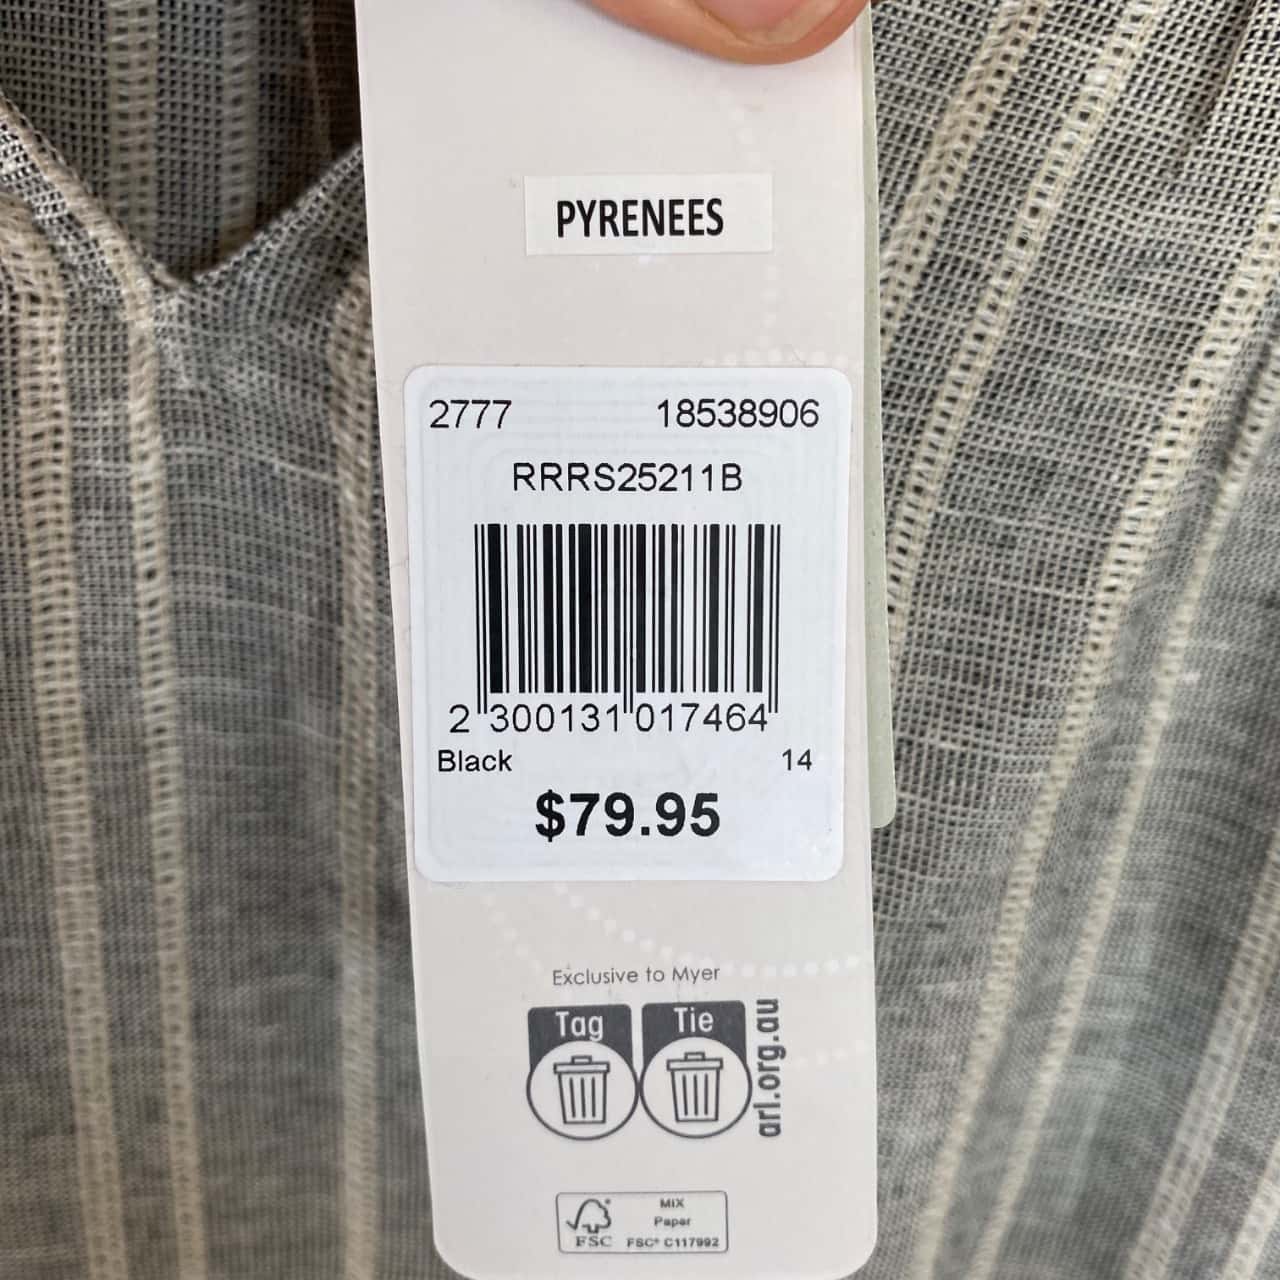 PYRENEES
2777 18538906
RRRS25211B
2 300131 017464
Black 14
$79.95
Exclusive to Myer
Tag Tie
arl.org.au
MIX
Paper
FSC FSC® C117992